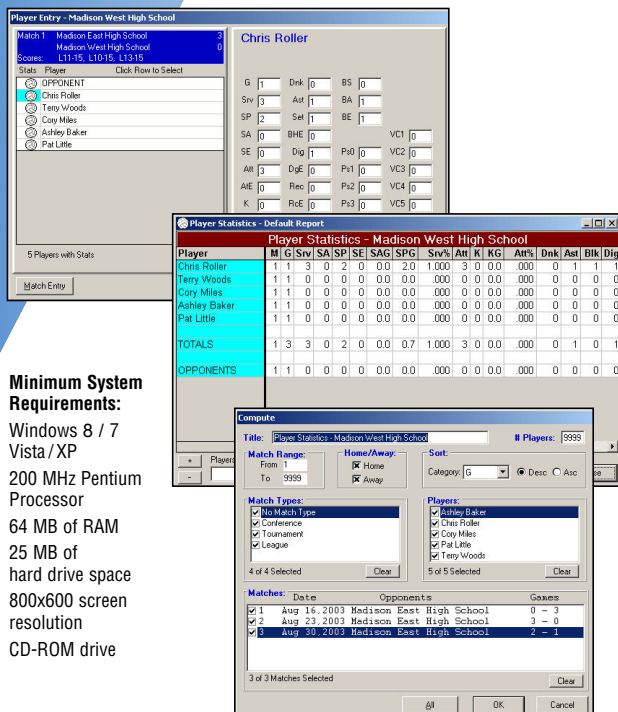 Player Entry - Madison West High School
Match 1 Madison East High School 3
Madison West High School 0
Scores: L11-15, L10-15, L13-15
Stats Player Click Row to Select
OPPONENT
Chris Roller
Terry Woods
Cory Miles
Ashley Baker
Pat Little
5 Players with Stats
Match Entry
Chris Roller
G 1 Dnk 0 BS 0
Srv 3 Ast 1 BA 1
SP 2 Set 1 BE 1
SA 0 BHE 0 VC1 0
SE 0 Dig 1 Ps0 0 VC2 0
Att 3 DgE 0 Ps1 0 VC3 0
AtE 0 Rec 0 Ps2 0 VC4 0
K 0 RcE 0 Ps3 0 VC5 0
Player Statistics - Default Report
Player Statistics - Madison West High School
Player M G Srv SA SP SE SAG SPG Srv% Att K KG Att% Dnk Ast Blk Dig
Chris Roller 1 1 3 0 2 0 0.0 2.0 1.000 3 0 0.0 .000 0 1 1 1
Terry Woods 1 1 0 0 0 0 0.0 0.0 .000 0 0 0.0 .000 0 0 0 0
Cory Miles 1 1 0 0 0 0 0.0 0.0 .000 0 0 0.0 .000 0 0 0 0
Ashley Baker 1 1 0 0 0 0 0.0 0.0 .000 0 0 0.0 .000 0 0 0 0
Pat Little 1 1 0 0 0 0 0.0 0.0 .000 0 0 0.0 .000 0 0 0 0
TOTALS 1 3 3 0 2 0 0.0 0.7 1.000 3 0 0.0 .000 0 1 0 1
OPPONENTS 1 1 0 0 0 0 0.0 0.0 .000 0 0 0.0 .000 0 0 0 0
+ Players
-
Minimum System
Requirements:
Windows 8 / 7
Vista/XP
200 MHz Pentium
Processor
64 MB of RAM
25 MB of
hard drive space
800x600 screen
resolution
CD-ROM drive
Compute
Title: Player Statistics - Madison West High School # Players: 9999
Match Range: Home/Away: Sort:
From 1 Home Category: G Desc Asc
To 9999 Away
Match Types: Players:
No Match Type Ashley Baker
Conference Chris Roller
Tournament Cory Miles
League Pat Little
Terry Woods
4 of 4 Selected Clear 5 of 5 Selected Clear
Matches: Date Opponents Games
1 Aug 16,2003 Madison East High School 0 - 3
2 Aug 23,2003 Madison East High School 3 - 0
3 Aug 30,2003 Madison East High School 2 - 1
3 of 3 Matches Selected Clear
All OK Cancel